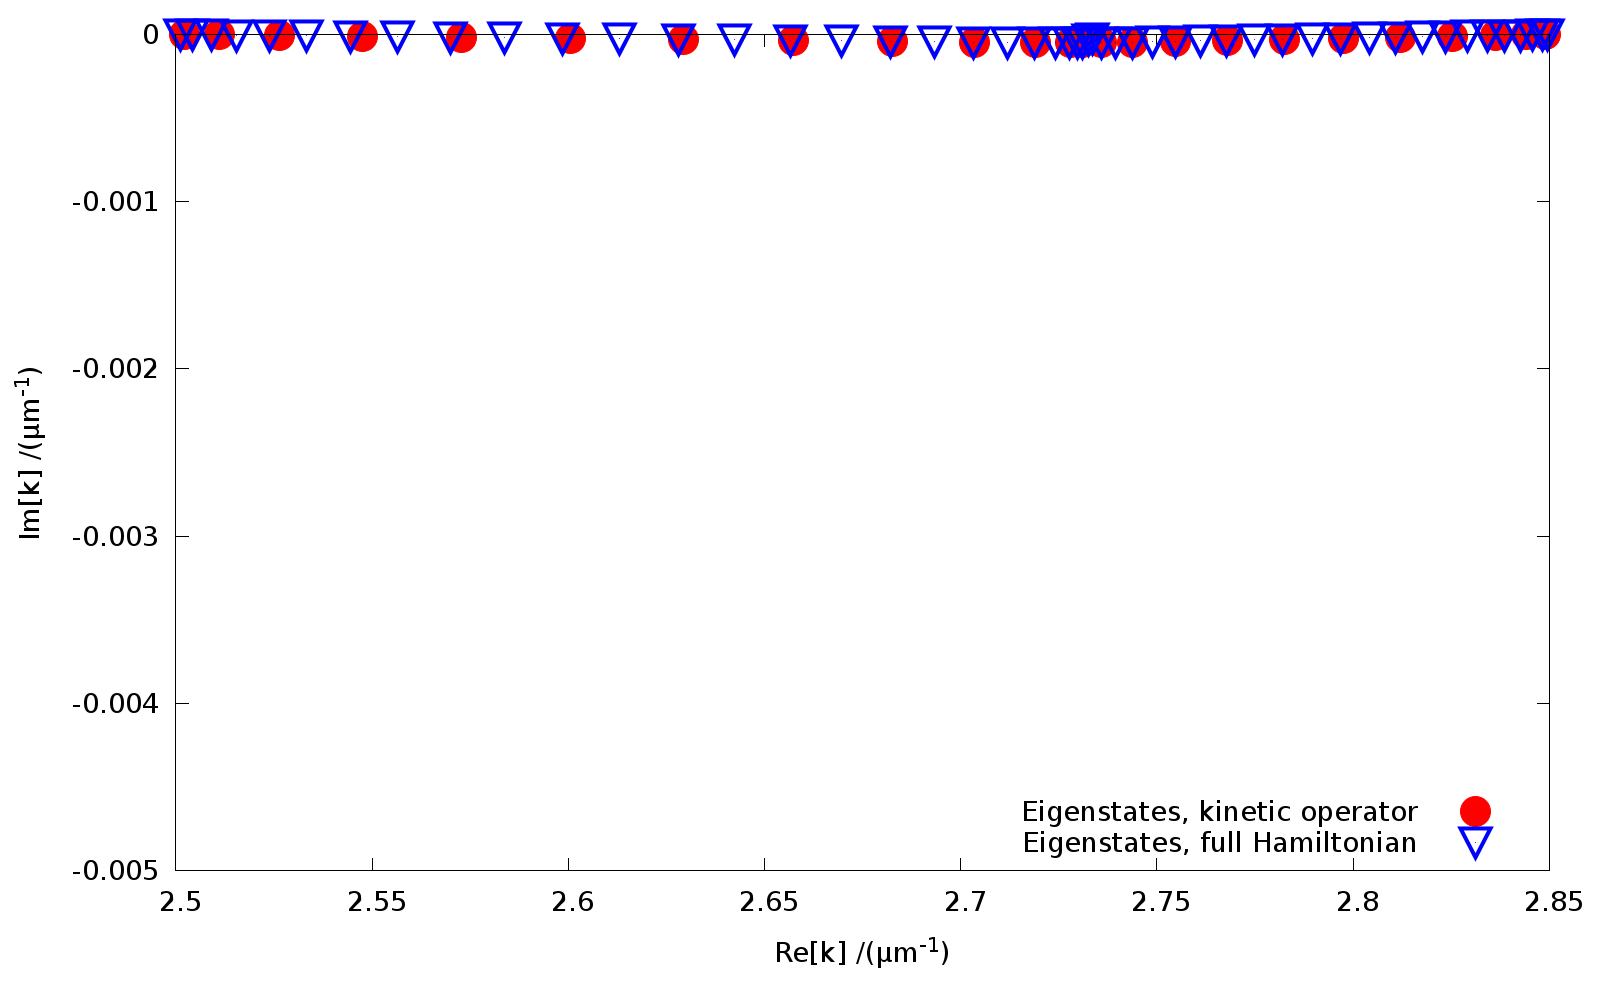 0
-0.001
-0.002
-0.003
-0.004
-0.005
2.5 2.55 2.6 2.65 2.7 2.75 2.8 2.85
Im[k] /(µm⁻¹)
Re[k] /(µm⁻¹)
Eigenstates, kinetic operator
Eigenstates, full Hamiltonian